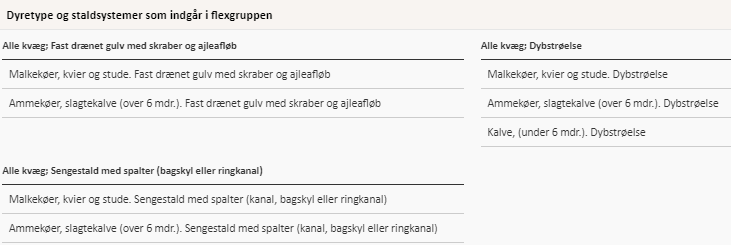 Dyretype og staldsystemer som indgår i flexgruppen
Alle kvæg; Fast drænet gulv med skraber og ajleafløb
Malkekøer, kvier og stude. Fast drænet gulv med skraber og ajleafløb
Ammekøer, slagtekalve (over 6 mdr.). Fast drænet gulv med skraber og ajleafløb
Alle kvæg; Dybstrøelse
Malkekøer, kvier og stude. Dybstrøelse
Ammekøer, slagtekalve (over 6 mdr.). Dybstrøelse
Kalve, (under 6 mdr.). Dybstrøelse
Alle kvæg; Sengestald med spalter (bagskyl eller ringkanal)
Malkekøer, kvier og stude. Sengestald med spalter (kanal, bagskyl eller ringkanal)
Ammekøer, slagtekalve (over 6 mdr.). Sengestald med spalter (kanal, bagskyl eller ringkanal)